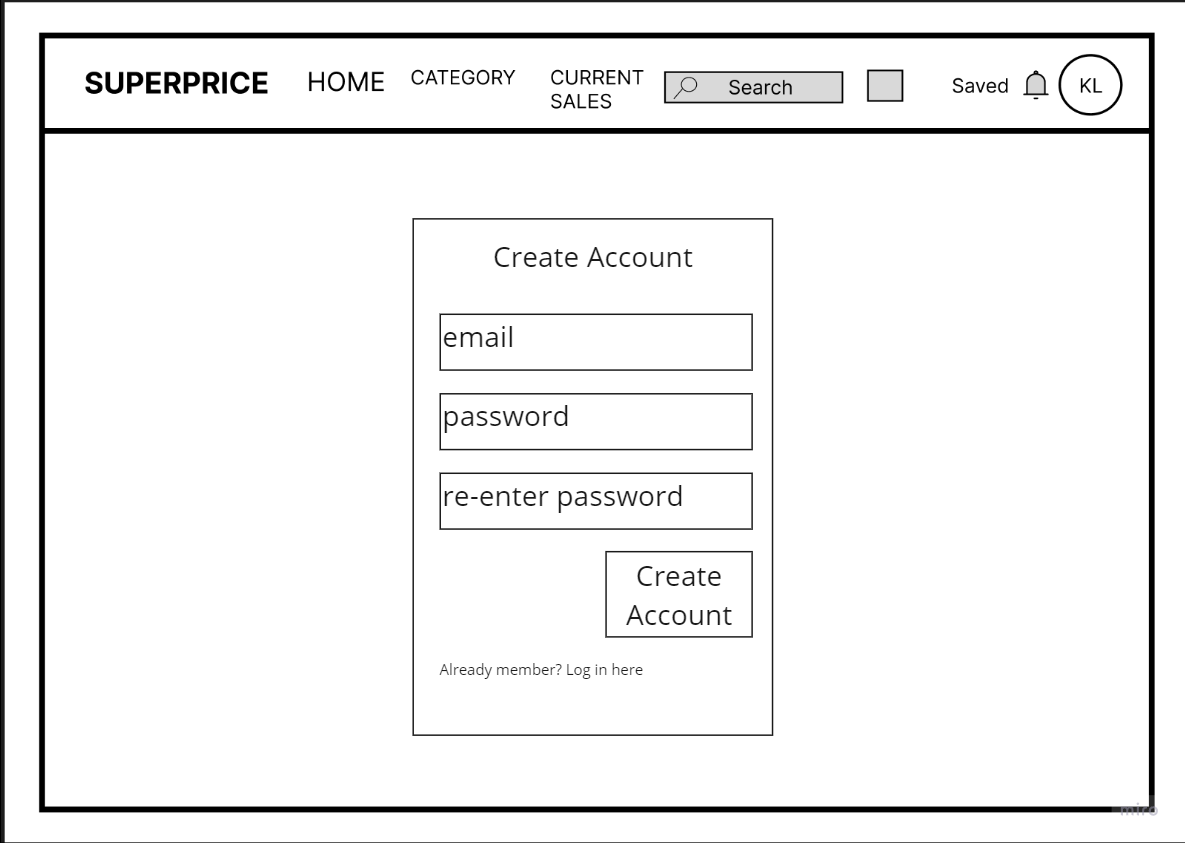 SUPERPRICE HOME CATEGORY CURRENT SALES Search Saved KL
Create Account
email
password
re-enter password
Create
Account
Already member? Log in here
miro